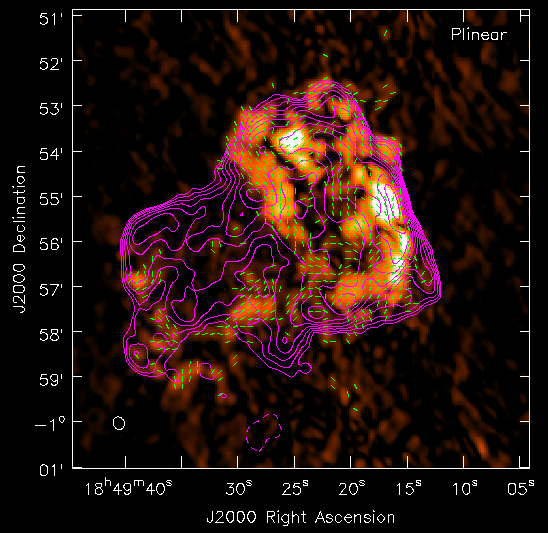 Plinear
51'
52'
53'
54'
55'
56'
57'
58'
59'
-1°
01'
J2000 Declination
18ʰ49ᵐ40ˢ 30ˢ 25ˢ 20ˢ 15ˢ 10ˢ 05ˢ
J2000 Right Ascension